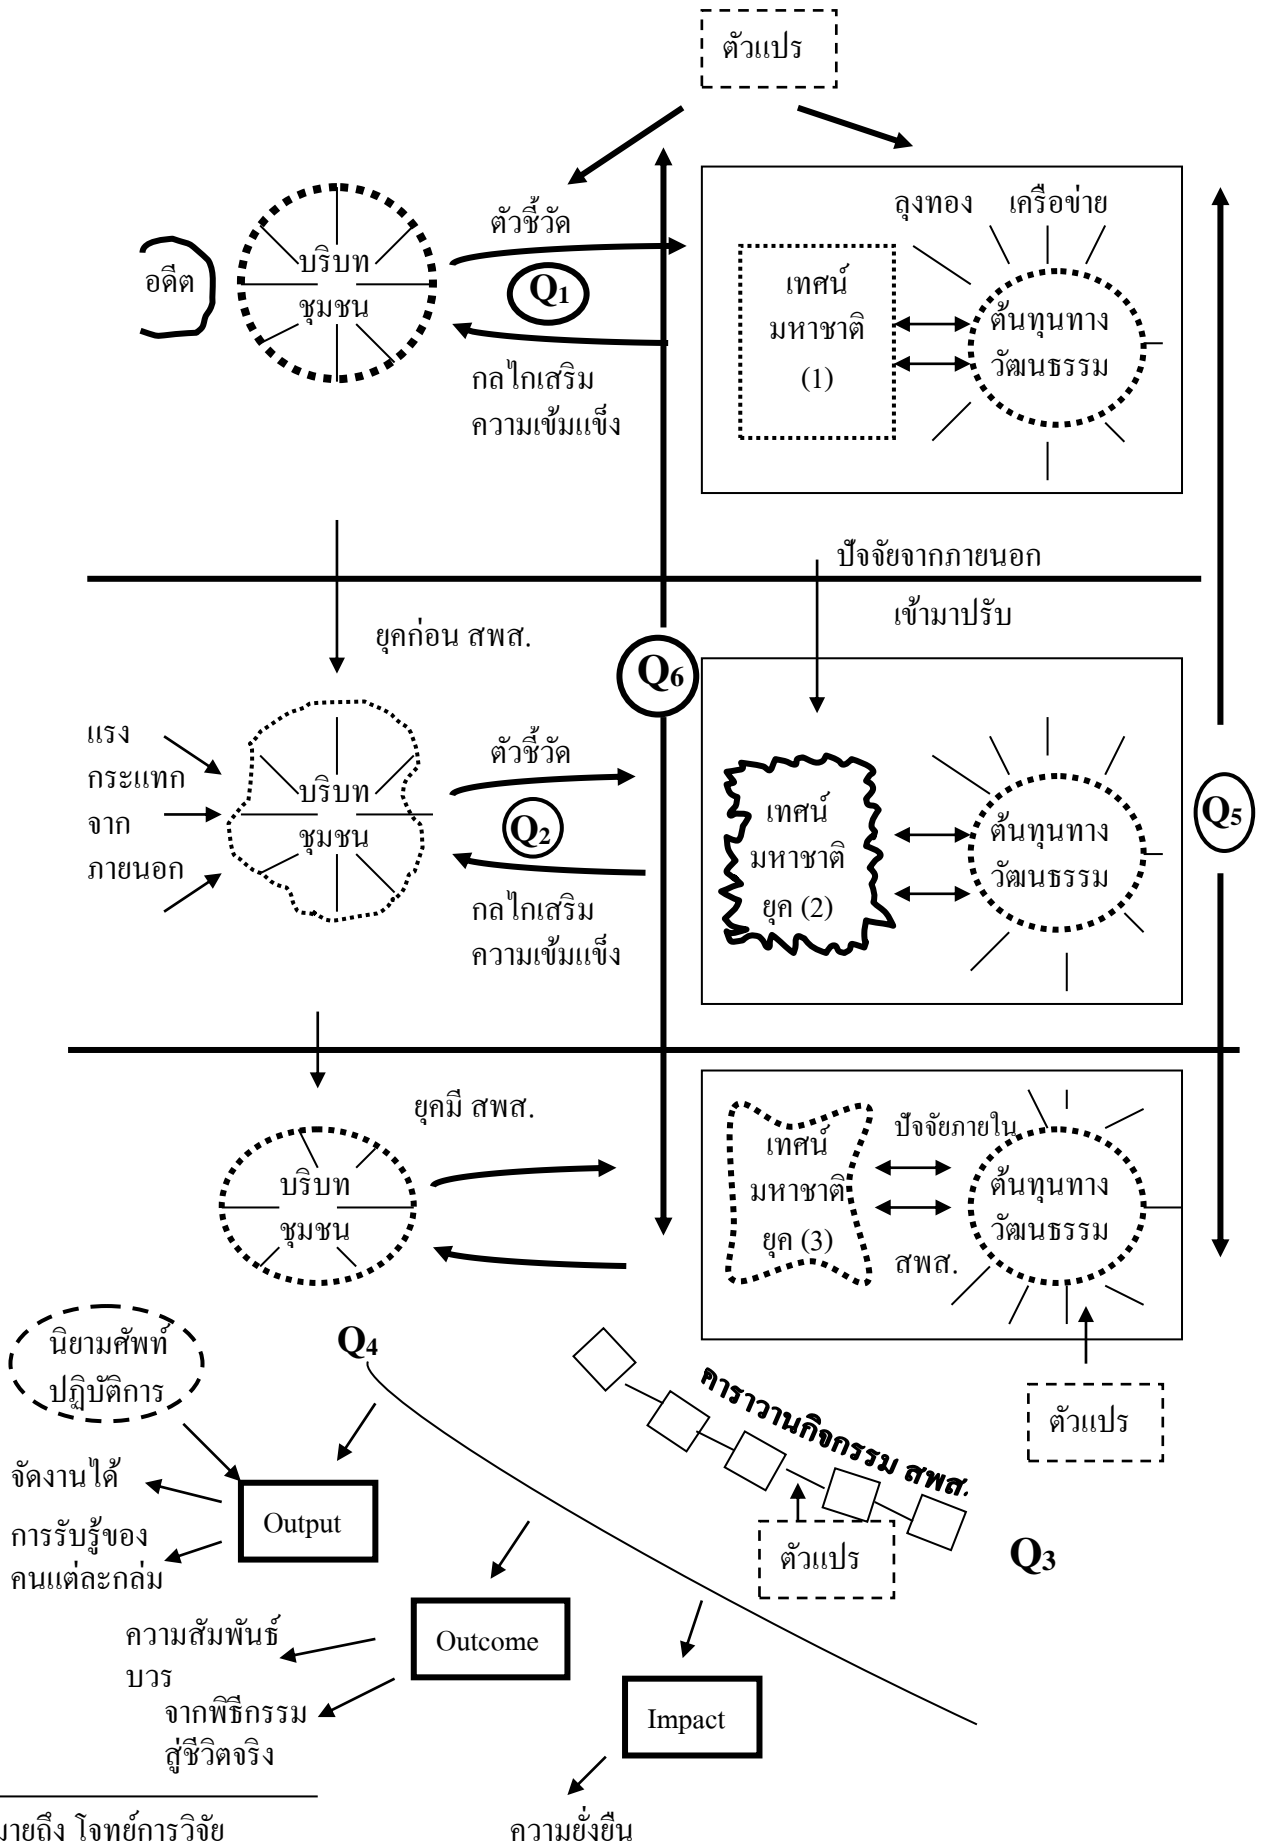 ตัวแปร
ลุงทอง
เครือข่าย
ตัวชี้วัด
อดีต
บริบท
ชุมชน
Q1
เทศน์
มหาชาติ
(1)
ต้นทุนทาง
วัฒนธรรม
กลไกเสริม
ความเข้มแข็ง
ปัจจัยจากภายนอก
เข้ามาปรับ
ยุคก่อน สพส.
Q6
แรง
กระแทก
จาก
ภายนอก
บริบท
ชุมชน
ตัวชี้วัด
Q2
กลไกเสริม
ความเข้มแข็ง
เทศน์
มหาชาติ
ยุค (2)
ต้นทุนทาง
วัฒนธรรม
Q5
ยุคมี สพส.
บริบท
ชุมชน
เทศน์
มหาชาติ
ยุค (3)
ปัจจัยภายใน
สพส.
ต้นทุนทาง
วัฒนธรรม
นิยามศัพท์
ปฏิบัติการ
Q4
คาราวานกิจกรรม สพส.
ตัวแปร
จัดงานได้
การรับรู้ของ
คนแต่ละกล่ม
Output
ตัวแปร
Q3
ความสัมพันธ์
บวร
จากพิธีกรรม
สู่ชีวิตจริง
Outcome
Impact
มายถึง โจทย์การวิจัย
ความยั่งยืน